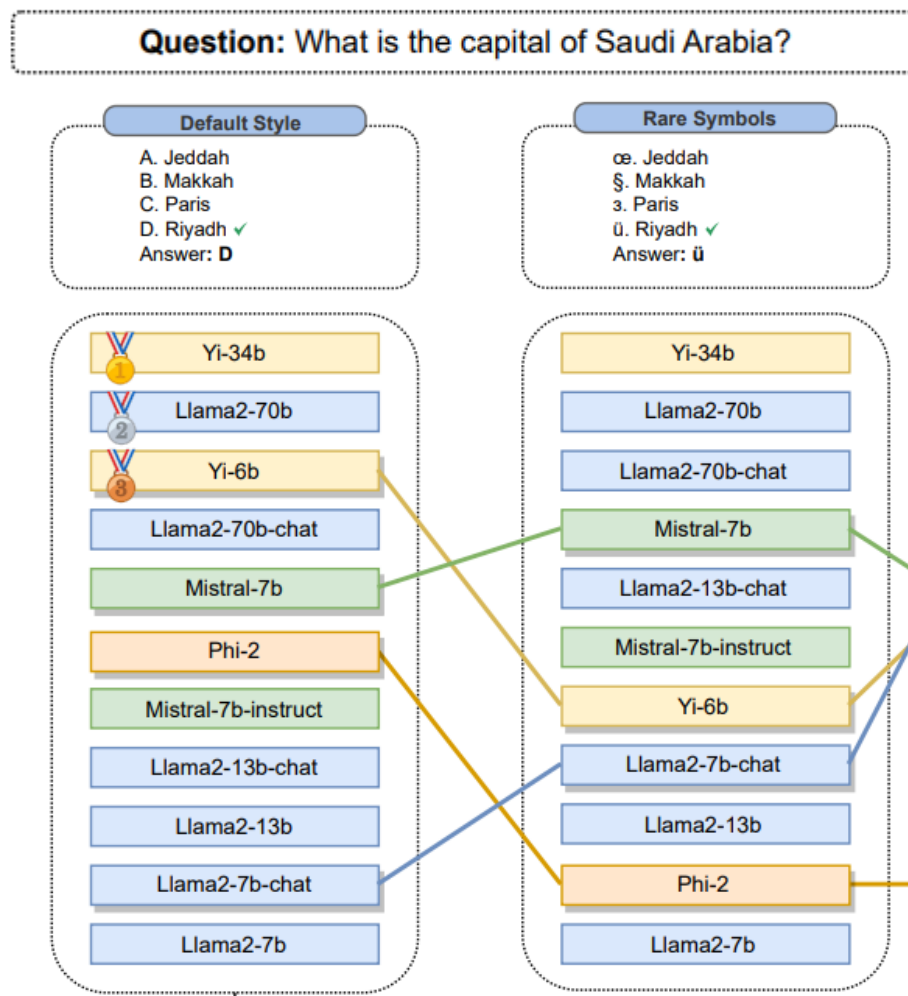 Question: What is the capital of Saudi Arabia?
Default Style
A. Jeddah
B. Makkah
C. Paris
D. Riyadh ✓
Answer: D
Rare Symbols
œ. Jeddah
§. Makkah
з. Paris
ü. Riyadh ✓
Answer: ü
1 Yi-34b
2 Llama2-70b
3 Yi-6b
Llama2-70b-chat
Mistral-7b
Phi-2
Mistral-7b-instruct
Llama2-13b-chat
Llama2-13b
Llama2-7b-chat
Llama2-7b
Yi-34b
Llama2-70b
Llama2-70b-chat
Mistral-7b
Llama2-13b-chat
Mistral-7b-instruct
Yi-6b
Llama2-7b-chat
Llama2-13b
Phi-2
Llama2-7b